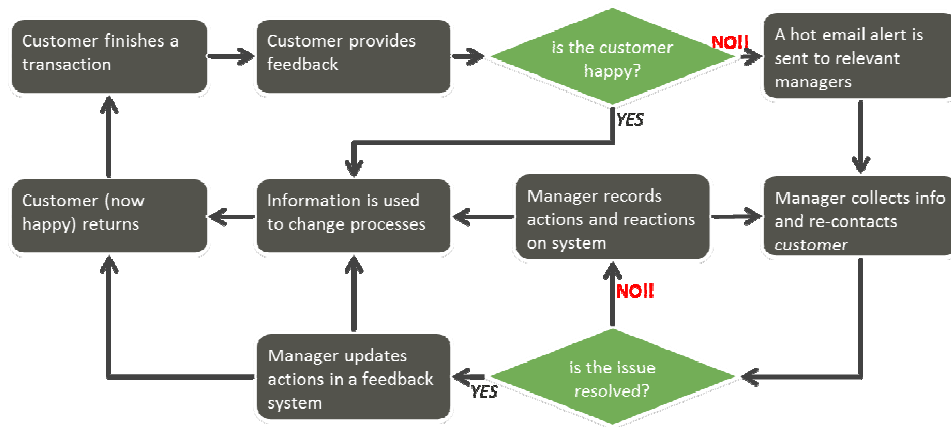 Customer finishes a
transaction
Customer provides
feedback
is the customer
happy?
NO!!
A hot email alert is
sent to relevant
managers
YES
Customer (now
happy) returns
Information is used
to change processes
Manager records
actions and reactions
on system
Manager collects info
and re-contacts
customer
NO!!
Manager updates
actions in a feedback
system
YES
is the issue
resolved?